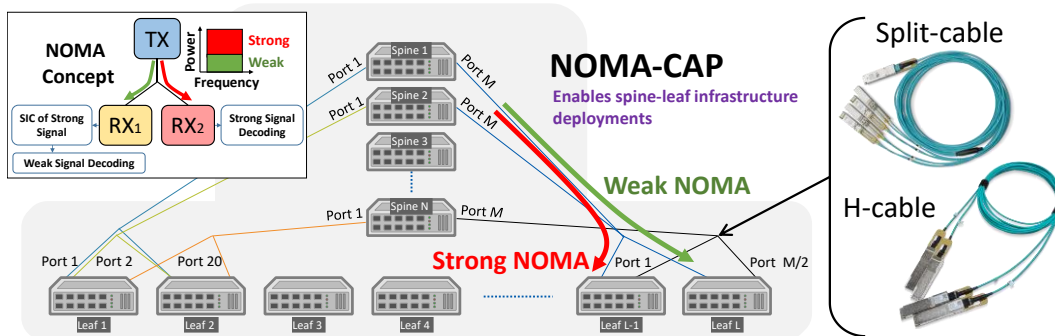 NOMA
Concept
TX
Power
Strong
Weak
Frequency
SIC of Strong
Signal
RX1
RX2
Strong Signal
Decoding
Weak Signal Decoding
Spine 1
Spine 2
Spine 3
Spine N
Port 1
Port M
Port 1
Port M
Port 1
Port M
NOMA-CAP
Enables spine-leaf infrastructure
deployments
Weak NOMA
Strong NOMA
Port 1
Port 2
Port 20
Port 1
Port M/2
Leaf 1
Leaf 2
Leaf 3
Leaf 4
Leaf L-1
Leaf L
Split-cable
H-cable